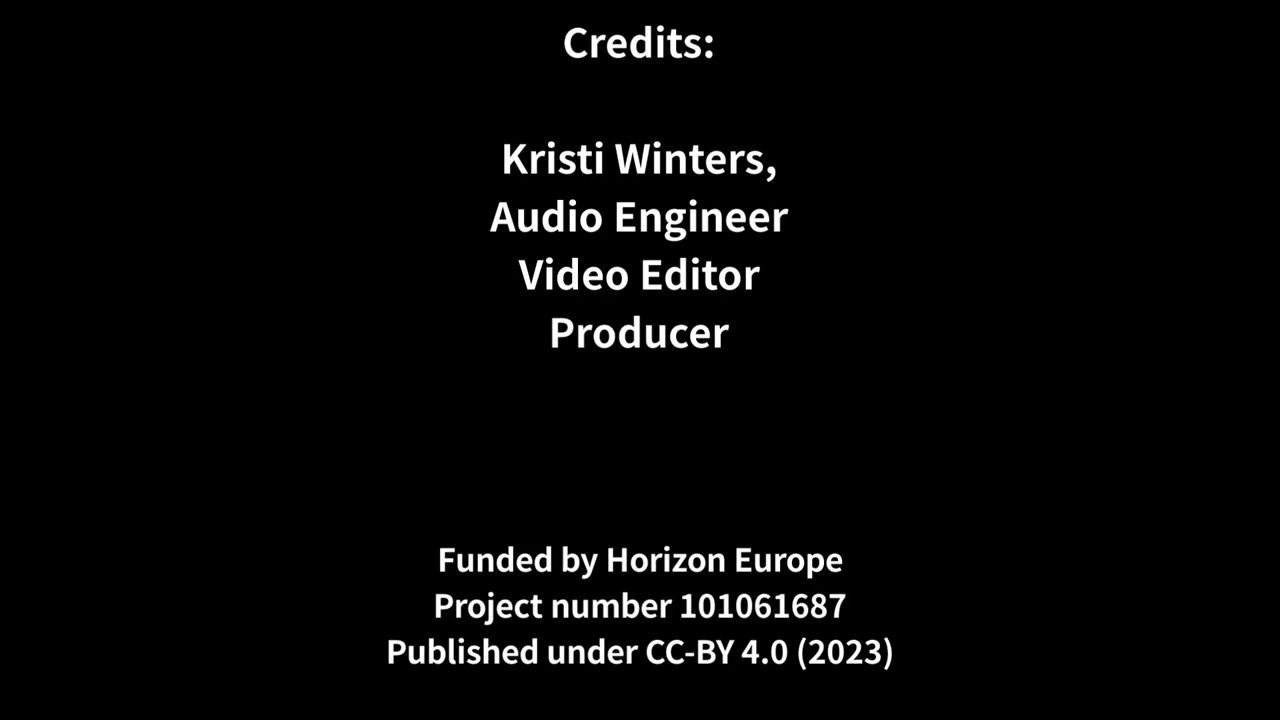 Credits:
Kristi Winters,
Audio Engineer
Video Editor
Producer
Funded by Horizon Europe
Project number 101061687
Published under CC-BY 4.0 (2023)